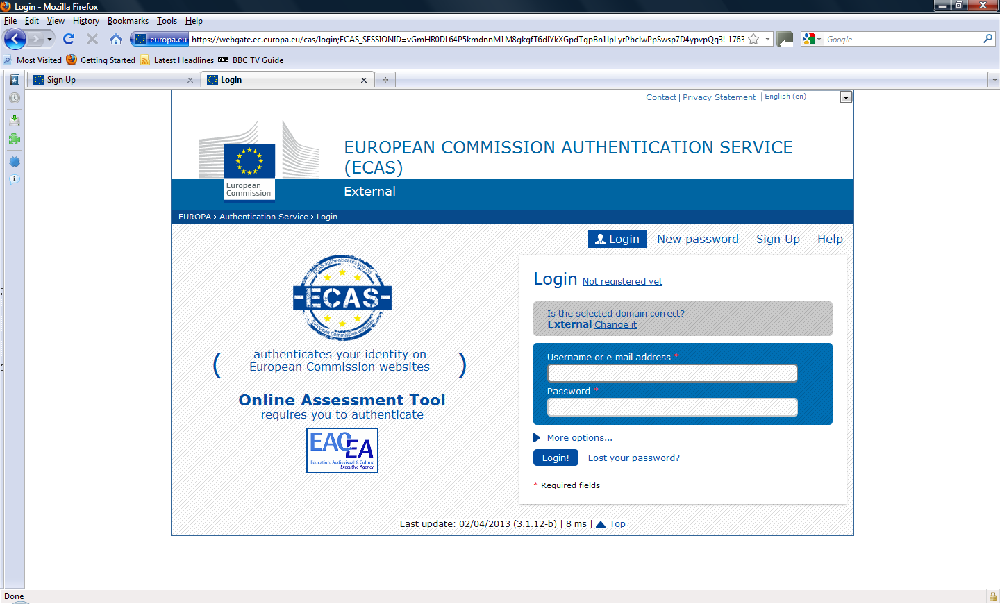 Login - Mozilla Firefox
File Edit View History Bookmarks Tools Help
europa.eu https://webgate.ec.europa.eu/cas/login;ECAS_SESSIONID= Google
Most Visited Getting Started Latest Headlines BBC BBC TV Guide
Sign Up Login
Contact | Privacy Statement English (en)
EUROPEAN COMMISSION AUTHENTICATION SERVICE
(ECAS)
European
Commission
External
EUROPA > Authentication Service > Login
Login New password Sign Up Help
ECAS authenticates you on
-ECAS-
European Commission websites
authenticates your identity on
European Commission websites
Online Assessment Tool
requires you to authenticate
EACEA
Education, Audiovisual & Culture
Executive Agency
Login Not registered yet
Is the selected domain correct?
External Change it
Username or e-mail address *
Password *
More options...
Login! Lost your password?
* Required fields
Last update: 02/04/2013 (3.1.12-b) | 8 ms | Top
Done